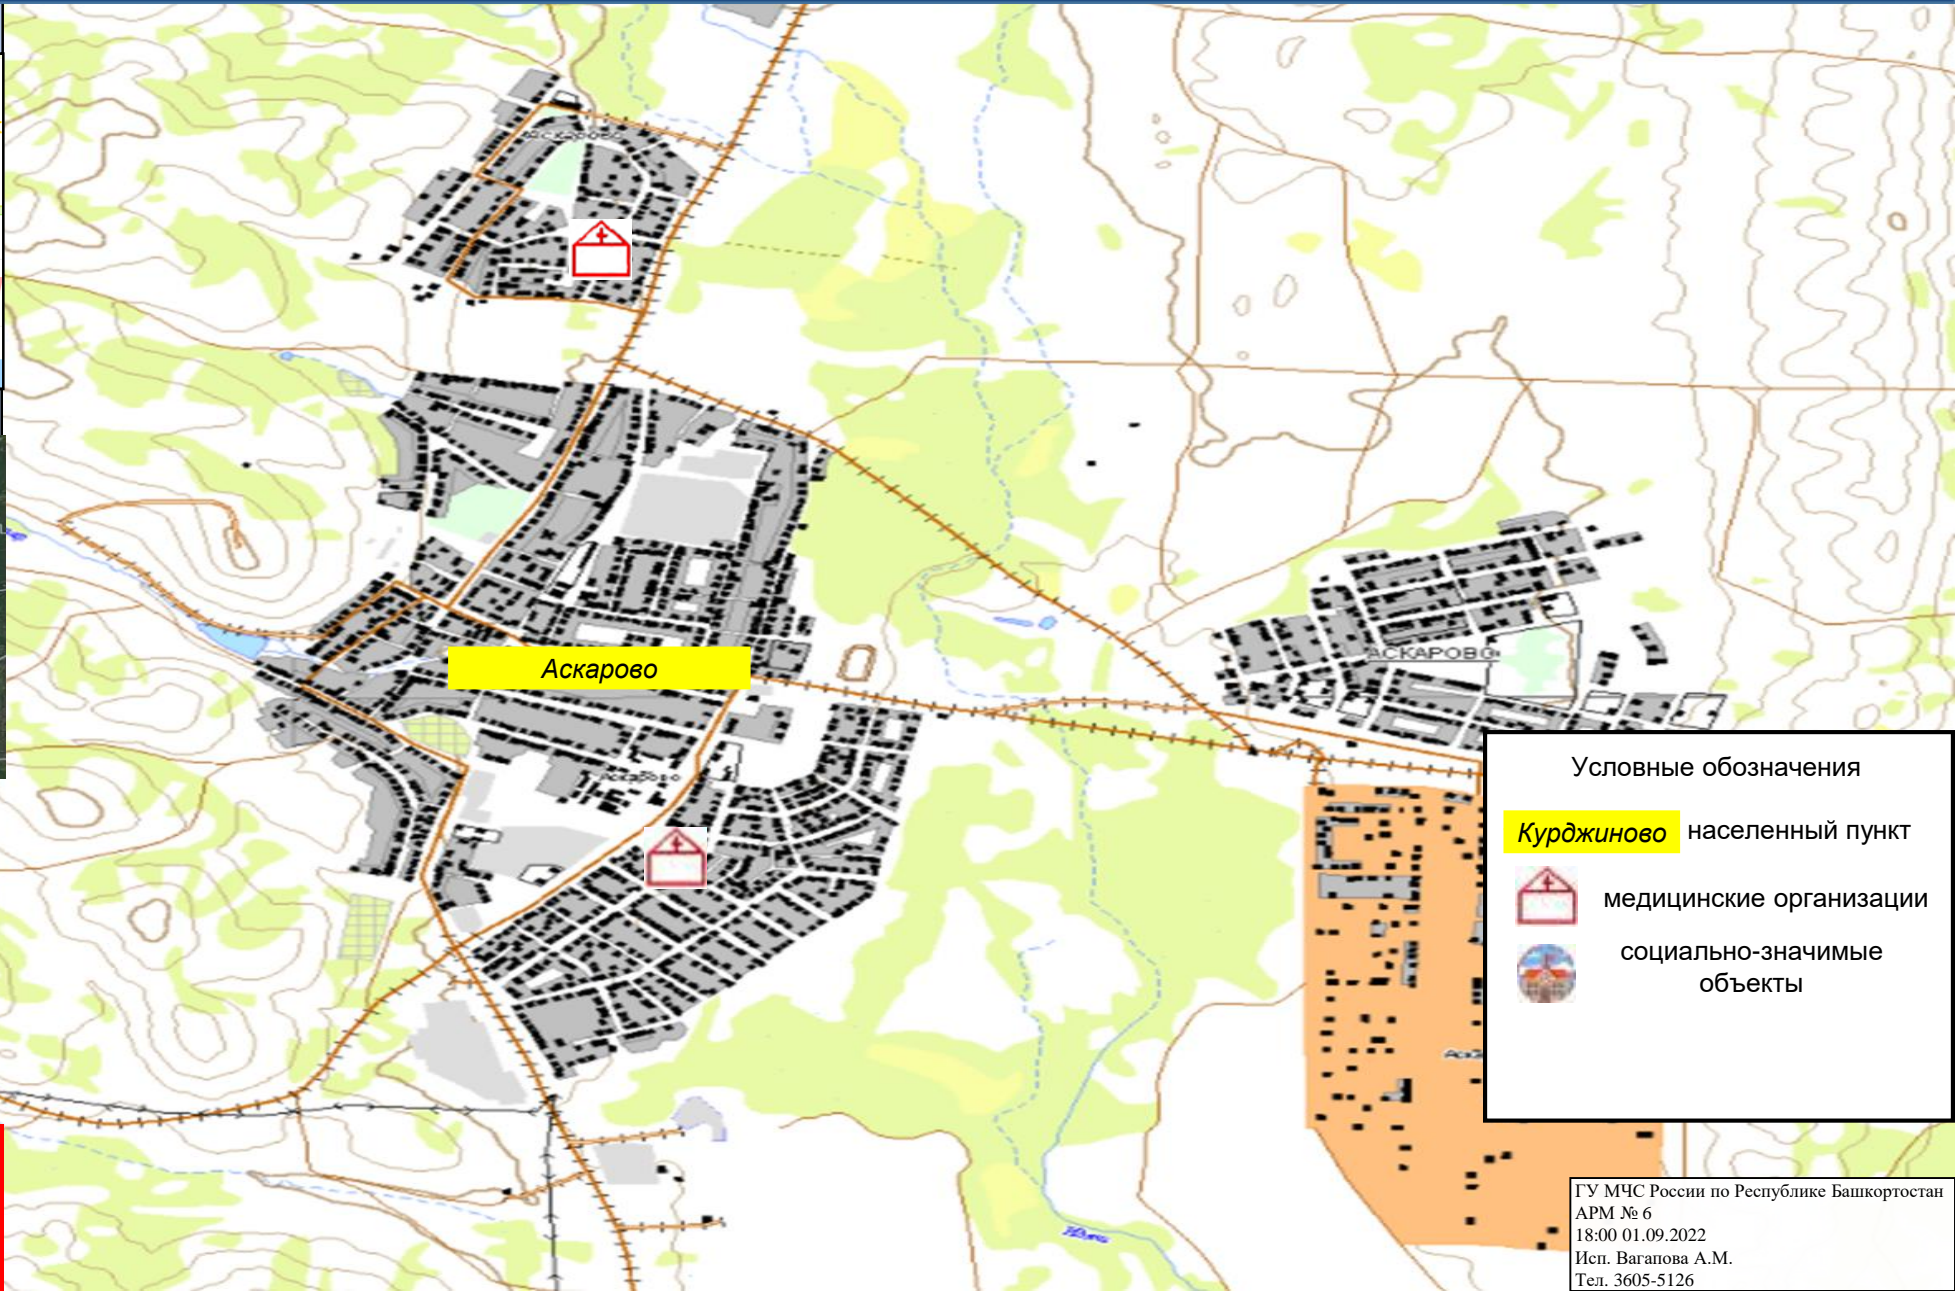 Аскарово
Аскарово
АСКАРОВО
Аскарово
Условные обозначения
Курджиново населенный пункт
медицинские организации
социально-значимые
объекты
ГУ МЧС России по Республике Башкортостан
АРМ № 6
18:00 01.09.2022
Исп. Вагапова А.М.
Тел. 3605-5126